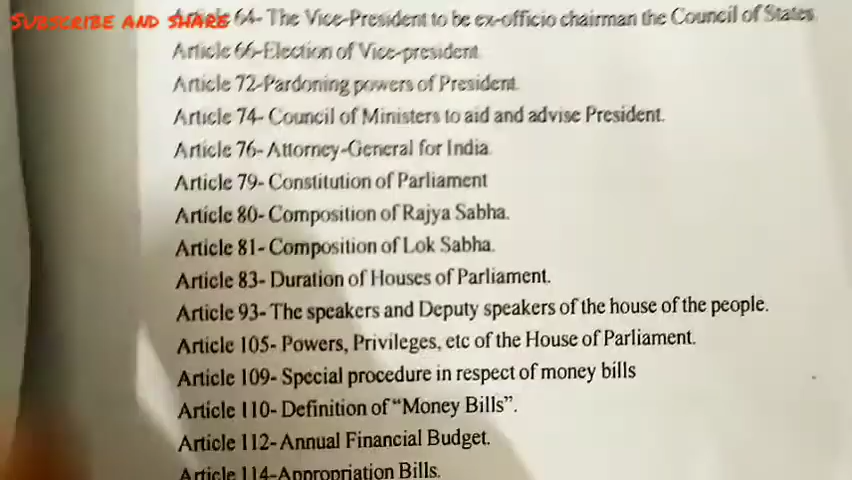 SUBSCRIBE AND SHARE
Article 64- The Vice-President to be ex-officio chairman the Council of States
Article 66-Election of Vice-president
Article 72-Pardoning powers of President.
Article 74- Council of Ministers to aid and advise President.
Article 76- Attorney-General for India
Article 79- Constitution of Parliament
Article 80- Composition of Rajya Sabha.
Article 81- Composition of Lok Sabha.
Article 83- Duration of Houses of Parliament.
Article 93- The speakers and Deputy speakers of the house of the people.
Article 105- Powers, Privileges, etc of the House of Parliament.
Article 109- Special procedure in respect of money bills
Article 110- Definition of “Money Bills”.
Article 112- Annual Financial Budget.
Article 114-Appropriation Bills.